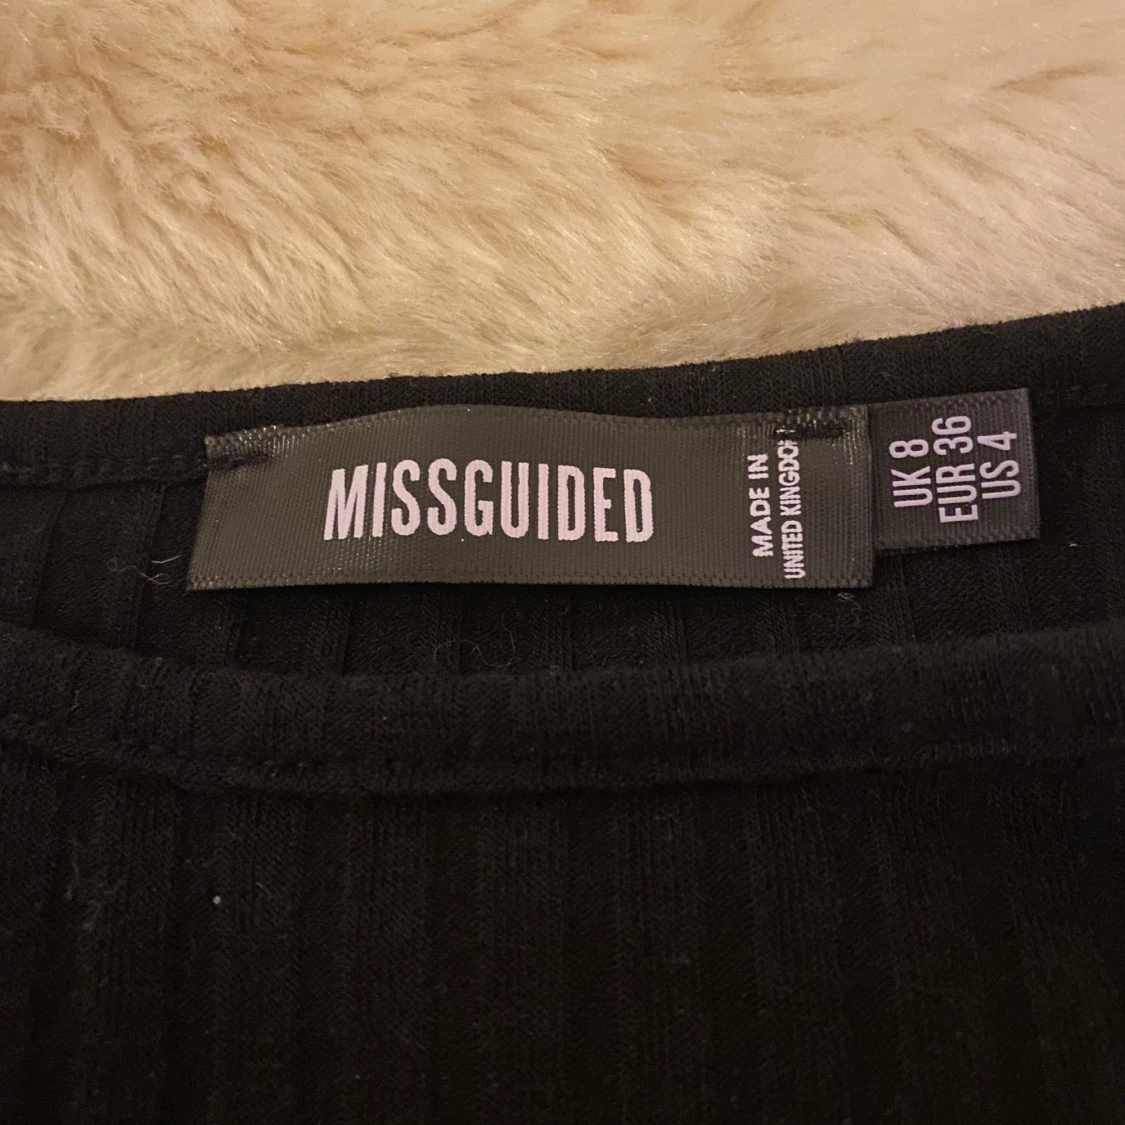 MISSGUIDED
MADE IN
UNITED KINGDOM
UK 8
EUR 36
US 4